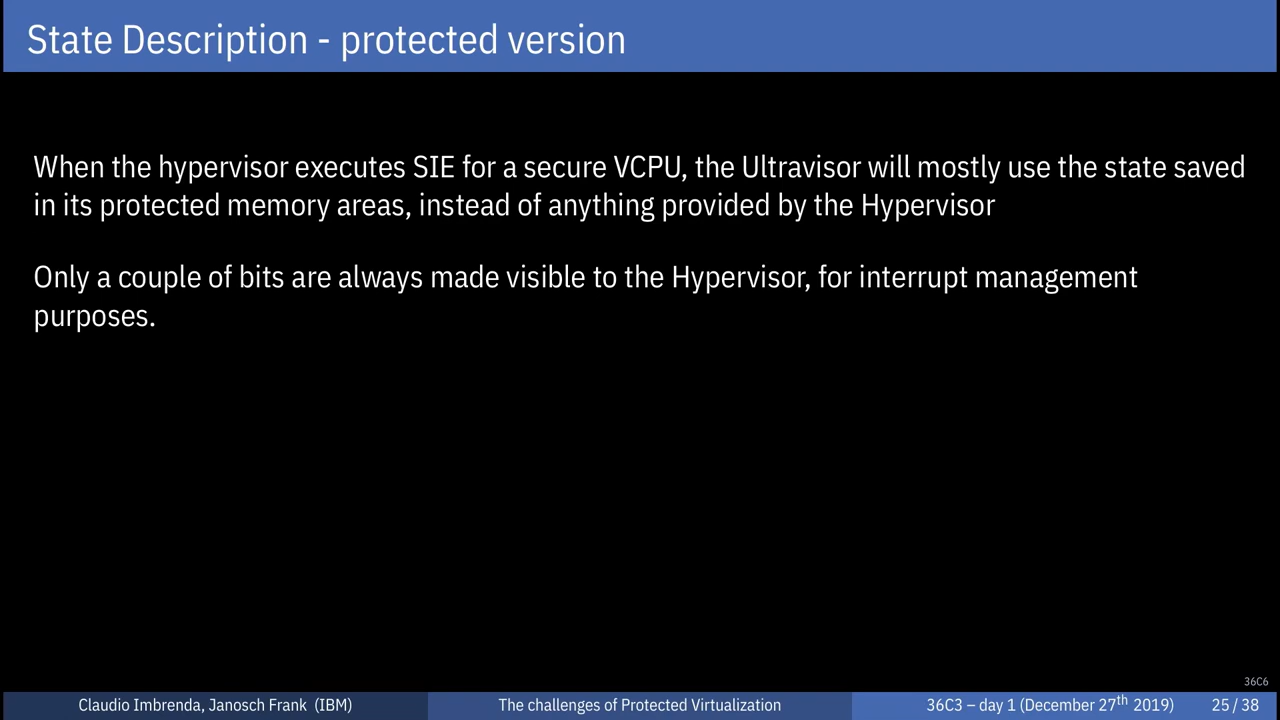 State Description - protected version
When the hypervisor executes SIE for a secure VCPU, the Ultravisor will mostly use the state saved
in its protected memory areas, instead of anything provided by the Hypervisor
Only a couple of bits are always made visible to the Hypervisor, for interrupt management
purposes.
36C6
Claudio Imbrenda, Janosch Frank (IBM)
The challenges of Protected Virtualization
36C3 – day 1 (December 27th 2019)
25 / 38